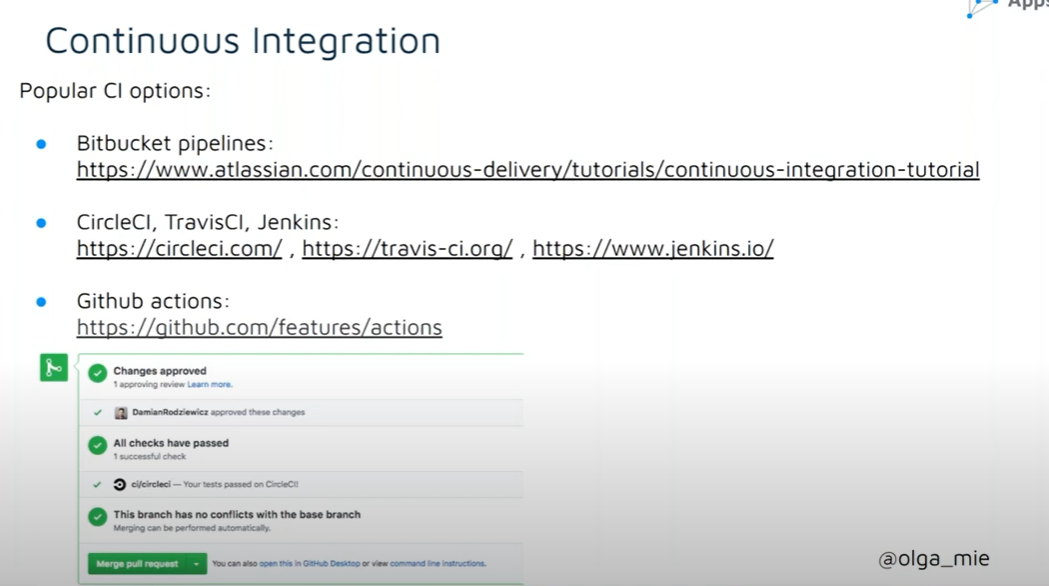 Continuous Integration
Popular CI options:
Bitbucket pipelines:
https://www.atlassian.com/continuous-delivery/tutorials/continuous-integration-tutorial
CircleCI, TravisCI, Jenkins:
https://circleci.com/ , https://travis-ci.org/ , https://www.jenkins.io/
Github actions:
https://github.com/features/actions
Changes approved
1 approving review Learn more.
DamianRodziewicz approved these changes
All checks have passed
1 successful check
ci/circleci — Your tests passed on CircleCI!
This branch has no conflicts with the base branch
Merging can be performed automatically.
Merge pull request You can also open this in GitHub Desktop or view command line instructions.
@olga_mie